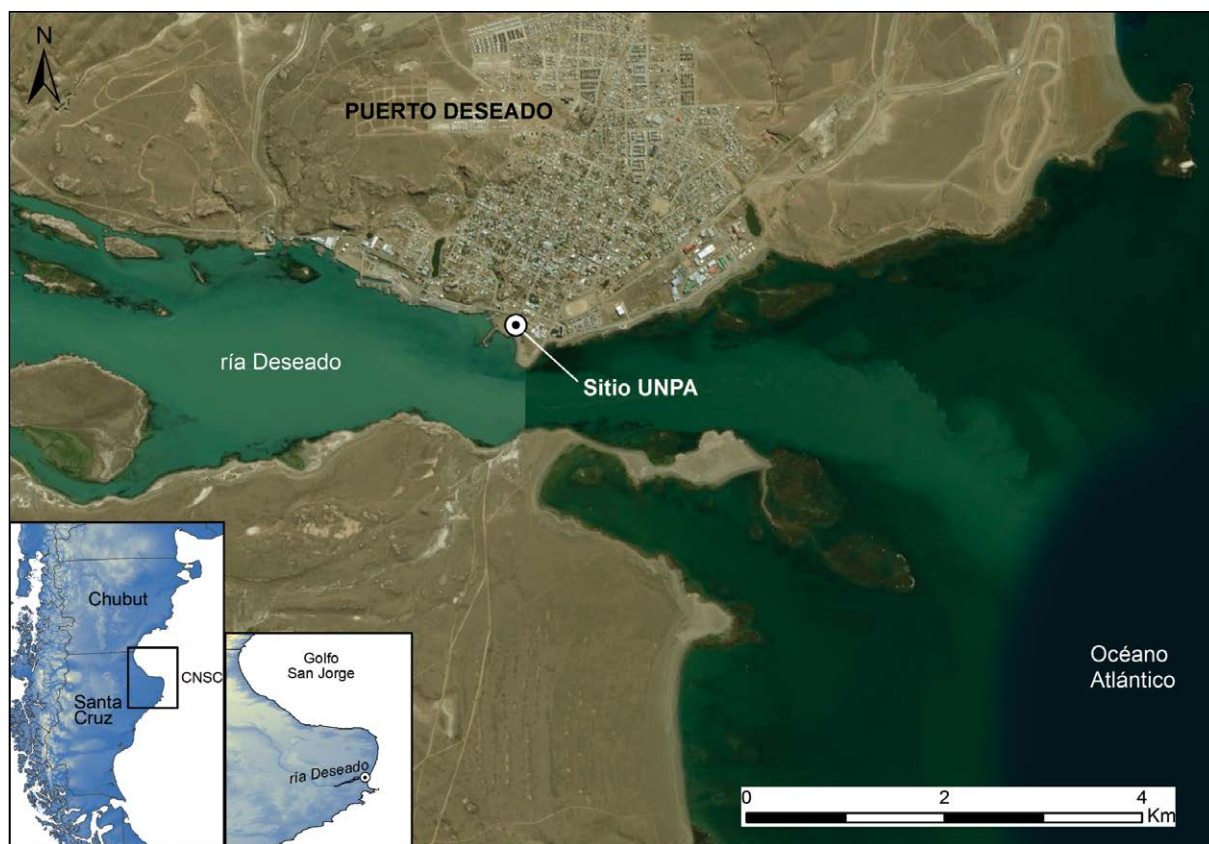 N
PUERTO DESEADO
ría Deseado
Sitio UNPA
Chubut
CNSC
Santa
Cruz
Golfo
San Jorge
ría Deseado
Océano
Atlántico
0 2 4
Km